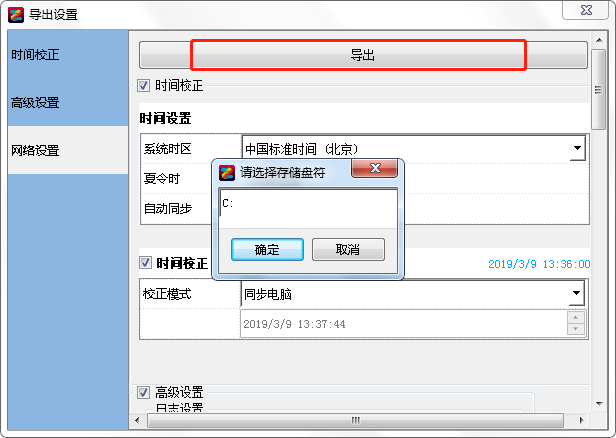 导出设置
时间校正
高级设置
网络设置
导出
时间校正
时间设置
系统时区
中国标准时间（北京）
夏令时
自动同步
请选择存储盘符
C:
确定
取消
时间校正
2019/3/9 13:36:00
校正模式
同步电脑
2019/3/9 13:37:44
高级设置
日志设置